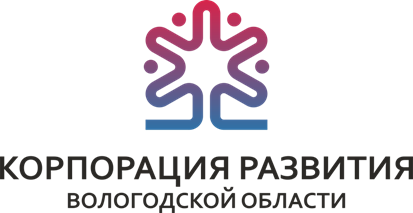 КОРПОРАЦИЯ РАЗВИТИЯ
ВОЛОГОДСКОЙ ОБЛАСТИ